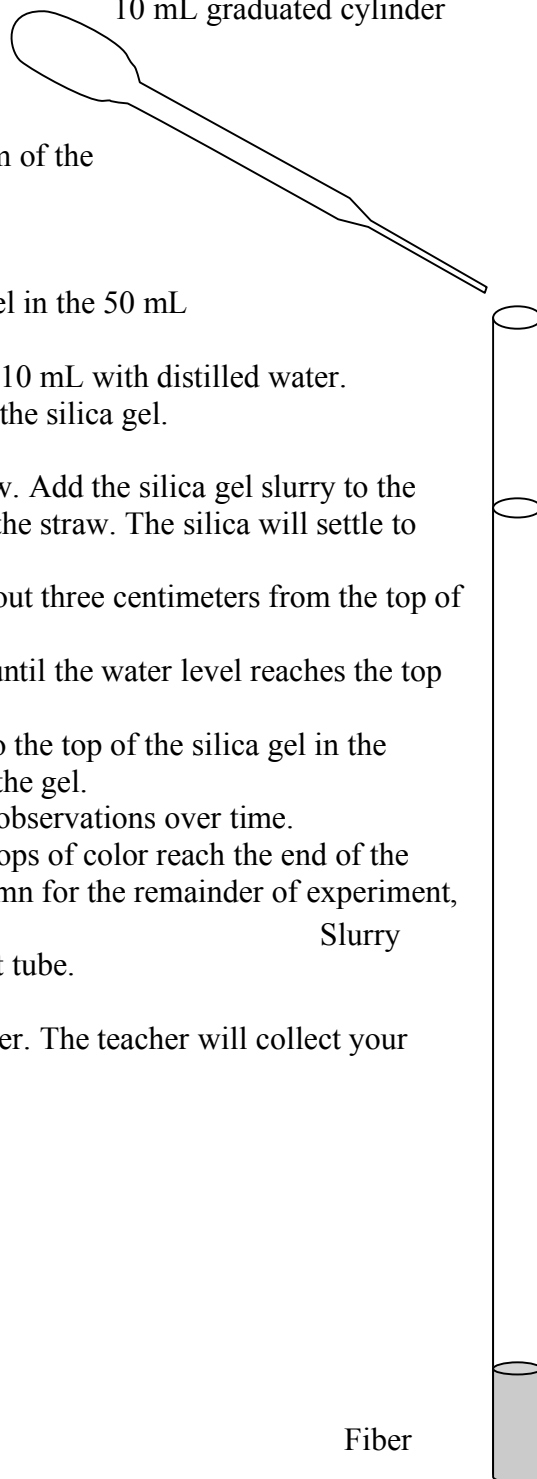 10 mL graduated cylinder
of the
in the 50 mL
10 mL with distilled water.
the silica gel.
Add the silica gel slurry to the
the straw. The silica will settle to
out three centimeters from the top of
until the water level reaches the top
the top of the silica gel in the
the gel.
observations over time.
ops of color reach the end of the
mn for the remainder of experiment,
Slurry
t tube.
er. The teacher will collect your
Fiber